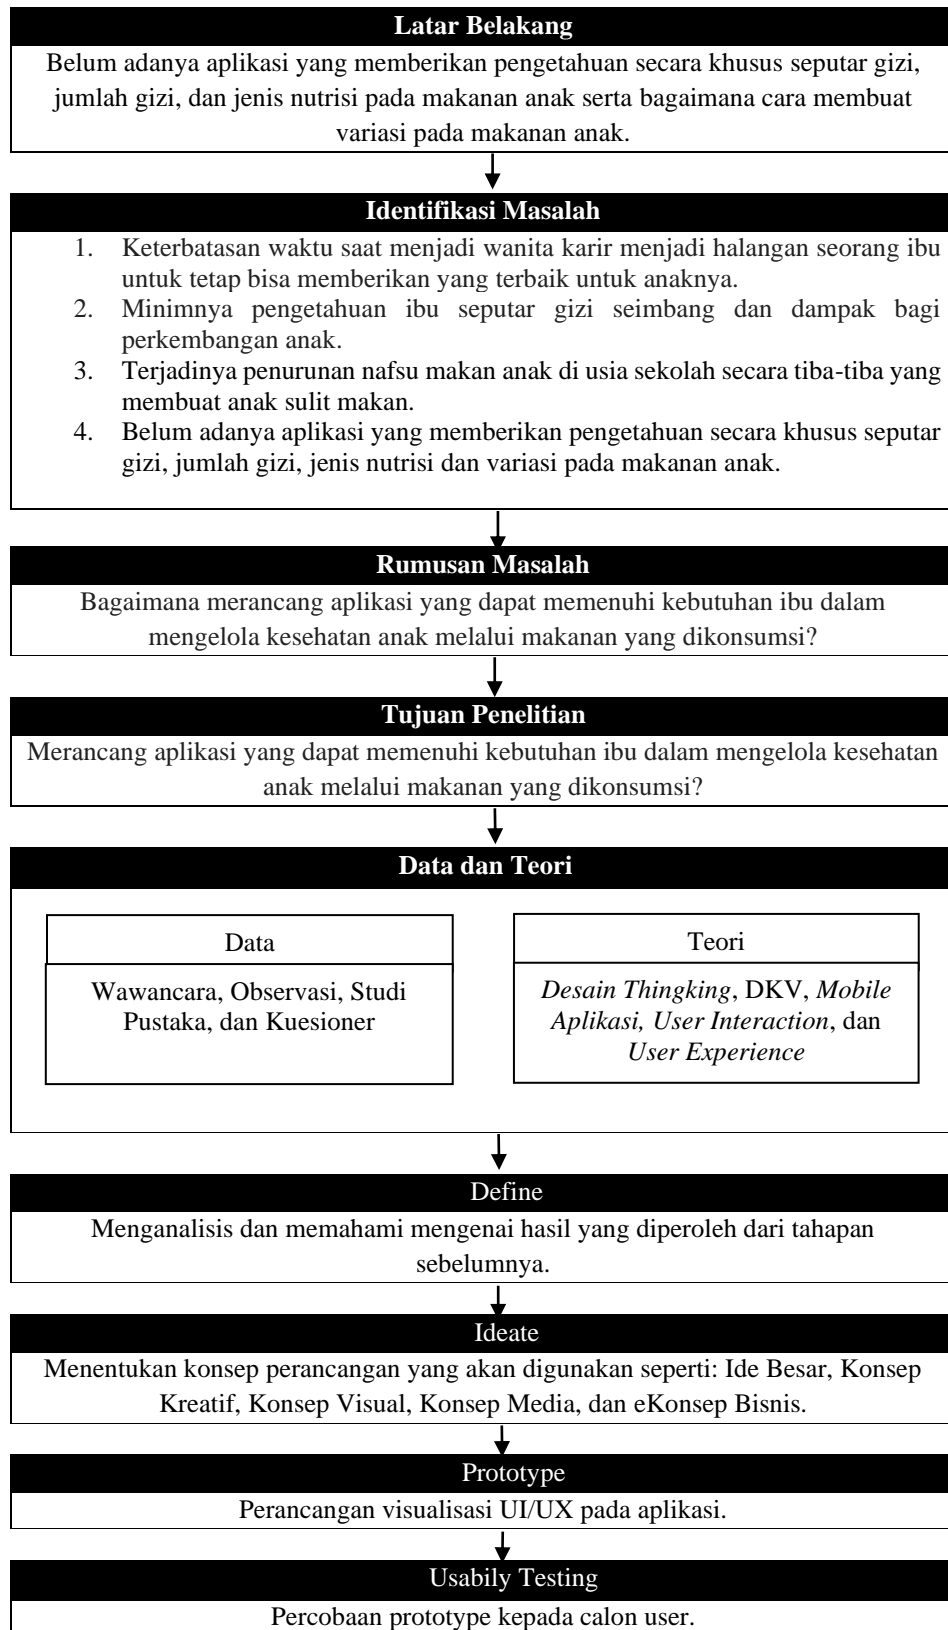 Latar Belakang
Belum adanya aplikasi yang memberikan pengetahuan secara khusus seputar gizi,
jumlah gizi, dan jenis nutrisi pada makanan anak serta bagaimana cara membuat
variasi pada makanan anak.
Identifikasi Masalah
1. Keterbatasan waktu saat menjadi wanita karir menjadi halangan seorang ibu
untuk tetap bisa memberikan yang terbaik untuk anaknya.
2. Minimnya pengetahuan ibu seputar gizi seimbang dan dampak bagi
perkembangan anak.
3. Terjadinya penurunan nafsu makan anak di usia sekolah secara tiba-tiba yang
membuat anak sulit makan.
4. Belum adanya aplikasi yang memberikan pengetahuan secara khusus seputar
gizi, jumlah gizi, jenis nutrisi dan variasi pada makanan anak.
Rumusan Masalah
Bagaimana merancang aplikasi yang dapat memenuhi kebutuhan ibu dalam
mengelola kesehatan anak melalui makanan yang dikonsumsi?
Tujuan Penelitian
Merancang aplikasi yang dapat memenuhi kebutuhan ibu dalam mengelola kesehatan
anak melalui makanan yang dikonsumsi?
Data dan Teori
Data
Wawancara, Observasi, Studi
Pustaka, dan Kuesioner
Teori
Desain Thingking, DKV, Mobile
Aplikasi, User Interaction, dan
User Experience
Define
Menganalisis dan memahami mengenai hasil yang diperoleh dari tahapan
sebelumnya.
Ideate
Menentukan konsep perancangan yang akan digunakan seperti: Ide Besar, Konsep
Kreatif, Konsep Visual, Konsep Media, dan eKonsep Bisnis.
Prototype
Perancangan visualisasi UI/UX pada aplikasi.
Usabily Testing
Percobaan prototype kepada calon user.